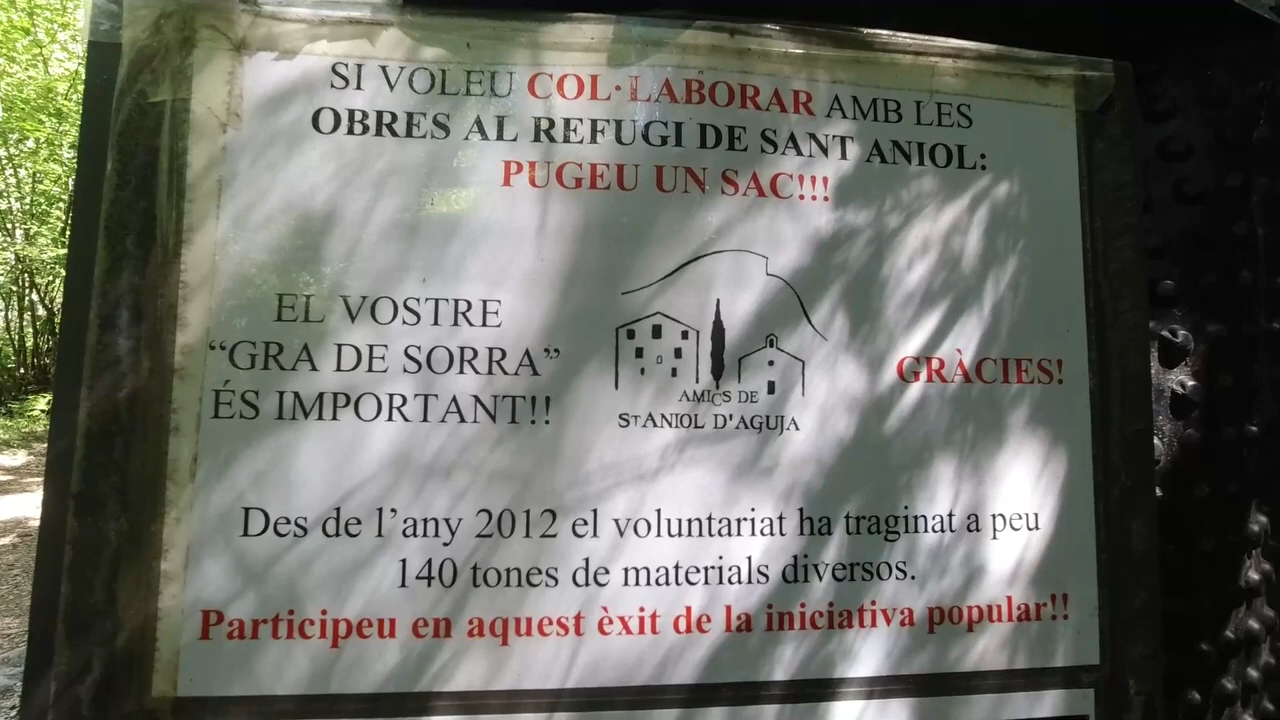 SI VOLEU COL·LABORAR AMB LES
OBRES AL REFUGI DE SANT ANIOL:
PUGEU UN SAC!!!
EL VOSTRE
“GRA DE SORRA”
ÉS IMPORTANT!!
AMICS DE
ST ANIOL D'AGUJA
GRÀCIES!
Des de l’any 2012 el voluntariat ha traginat a peu
140 tones de materials diversos.
Participeu en aquest èxit de la iniciativa popular!!